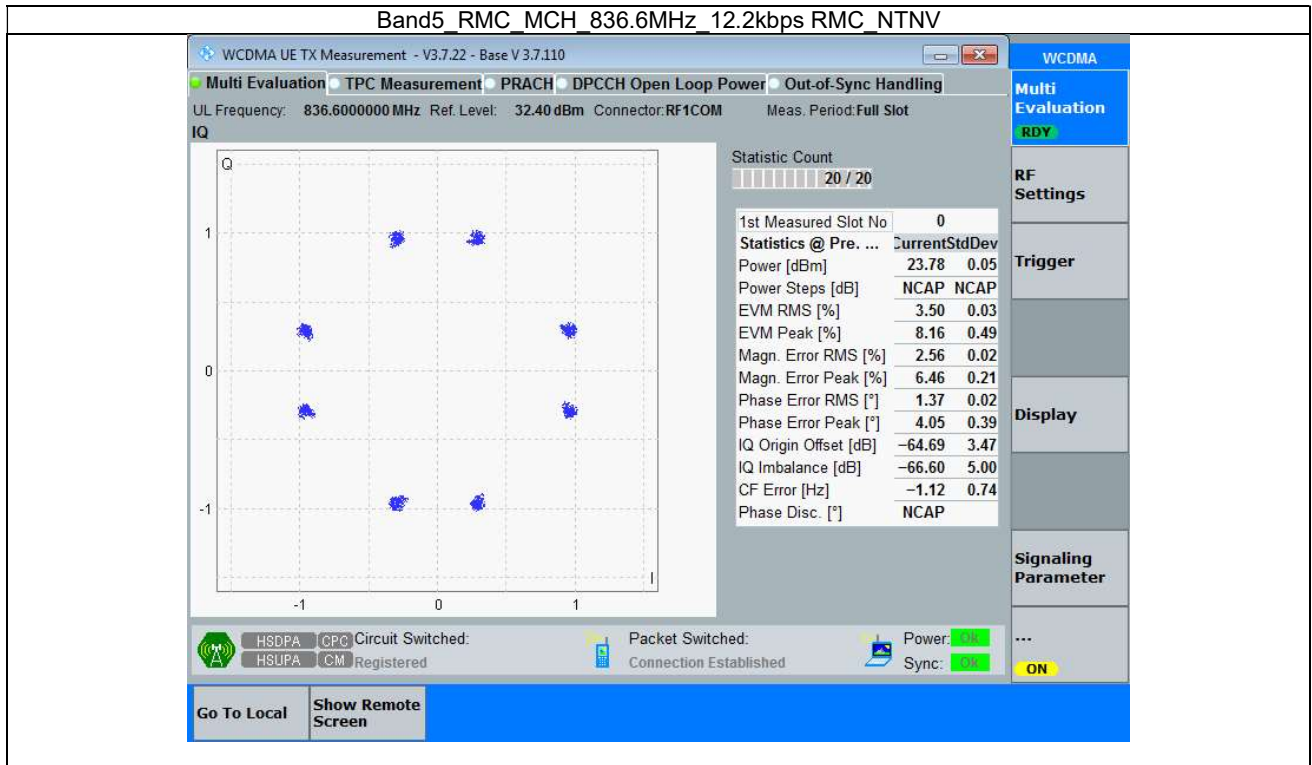 Band5_RMC_MCH_836.6MHz_12.2kbps RMC_NTNV
WCDMA UE TX Measurement - V3.7.22 - Base V 3.7.110
WCDMA
Multi Evaluation TPC Measurement PRACH DPCCH Open Loop Power Out-of-Sync Handling
Multi Evaluation
RDY
UL Frequency: 836.6000000 MHz Ref. Level: 32.40 dBm Connector: RF1COM Meas. Period: Full Slot
IQ
Q
1
0
-1
-1 0 1
I
Statistic Count
20 / 20
1st Measured Slot No 0
Statistics @ Pre. ... Current StdDev
Power [dBm] 23.78 0.05
Power Steps [dB] NCAP NCAP
EVM RMS [%] 3.50 0.03
EVM Peak [%] 8.16 0.49
Magn. Error RMS [%] 2.56 0.02
Magn. Error Peak [%] 6.46 0.21
Phase Error RMS [°] 1.37 0.02
Phase Error Peak [°] 4.05 0.39
IQ Origin Offset [dB] −64.69 3.47
IQ Imbalance [dB] −66.60 5.00
CF Error [Hz] −1.12 0.74
Phase Disc. [°] NCAP
RF
Settings
Trigger
Display
Signaling
Parameter
...
ON
HSDPA CPC Circuit Switched: Packet Switched: Power: Ok
HSUPA CM Registered Connection Established Sync: Ok
Go To Local
Show Remote
Screen